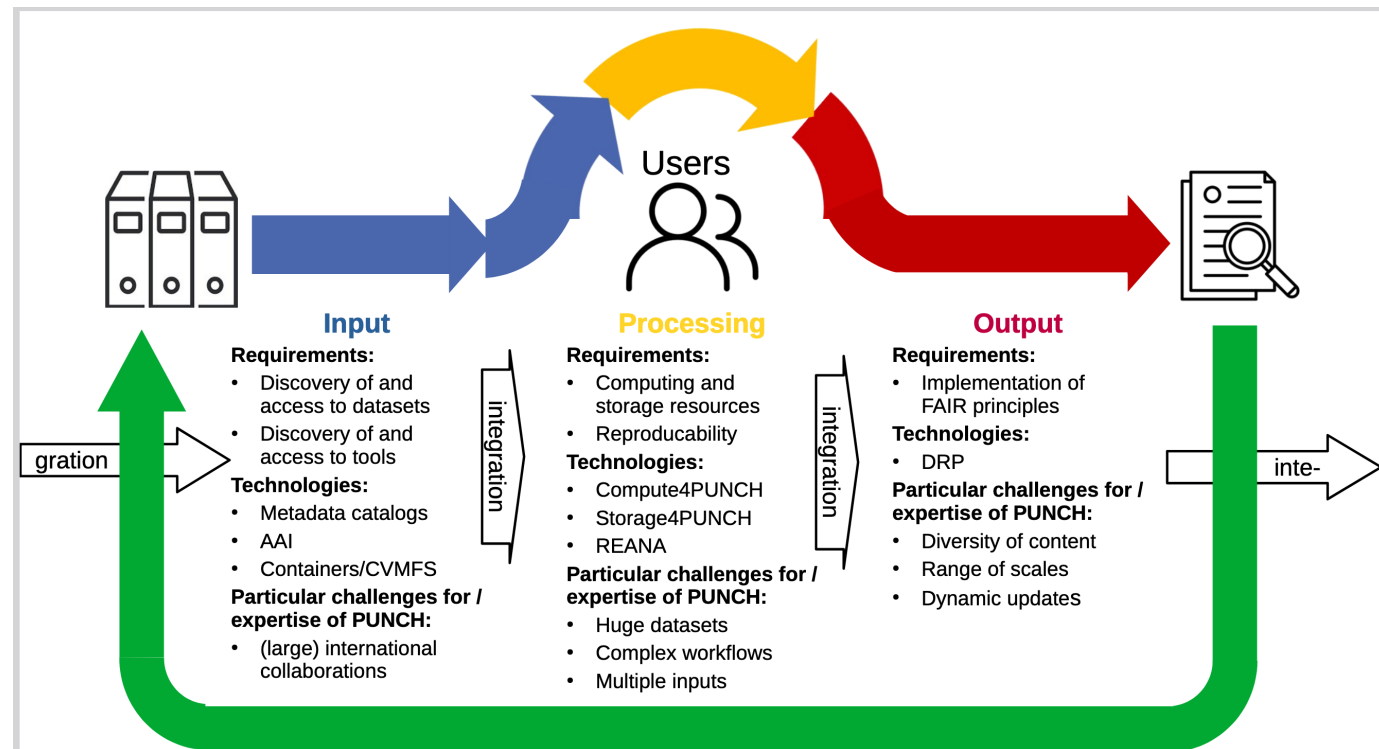 Users
Input
Requirements:
• Discovery of and
access to datasets
• Discovery of and
access to tools
Technologies:
• Metadata catalogs
• AAI
• Containers/CVMFS
Particular challenges for /
expertise of PUNCH:
• (large) international
collaborations
gration
integration
Processing
Requirements:
• Computing and
storage resources
• Reproducability
Technologies:
• Compute4PUNCH
• Storage4PUNCH
• REANA
Particular challenges for /
expertise of PUNCH:
• Huge datasets
• Complex workflows
• Multiple inputs
integration
Output
Requirements:
• Implementation of
FAIR principles
Technologies:
• DRP
Particular challenges for /
expertise of PUNCH:
• Diversity of content
• Range of scales
• Dynamic updates
inte-